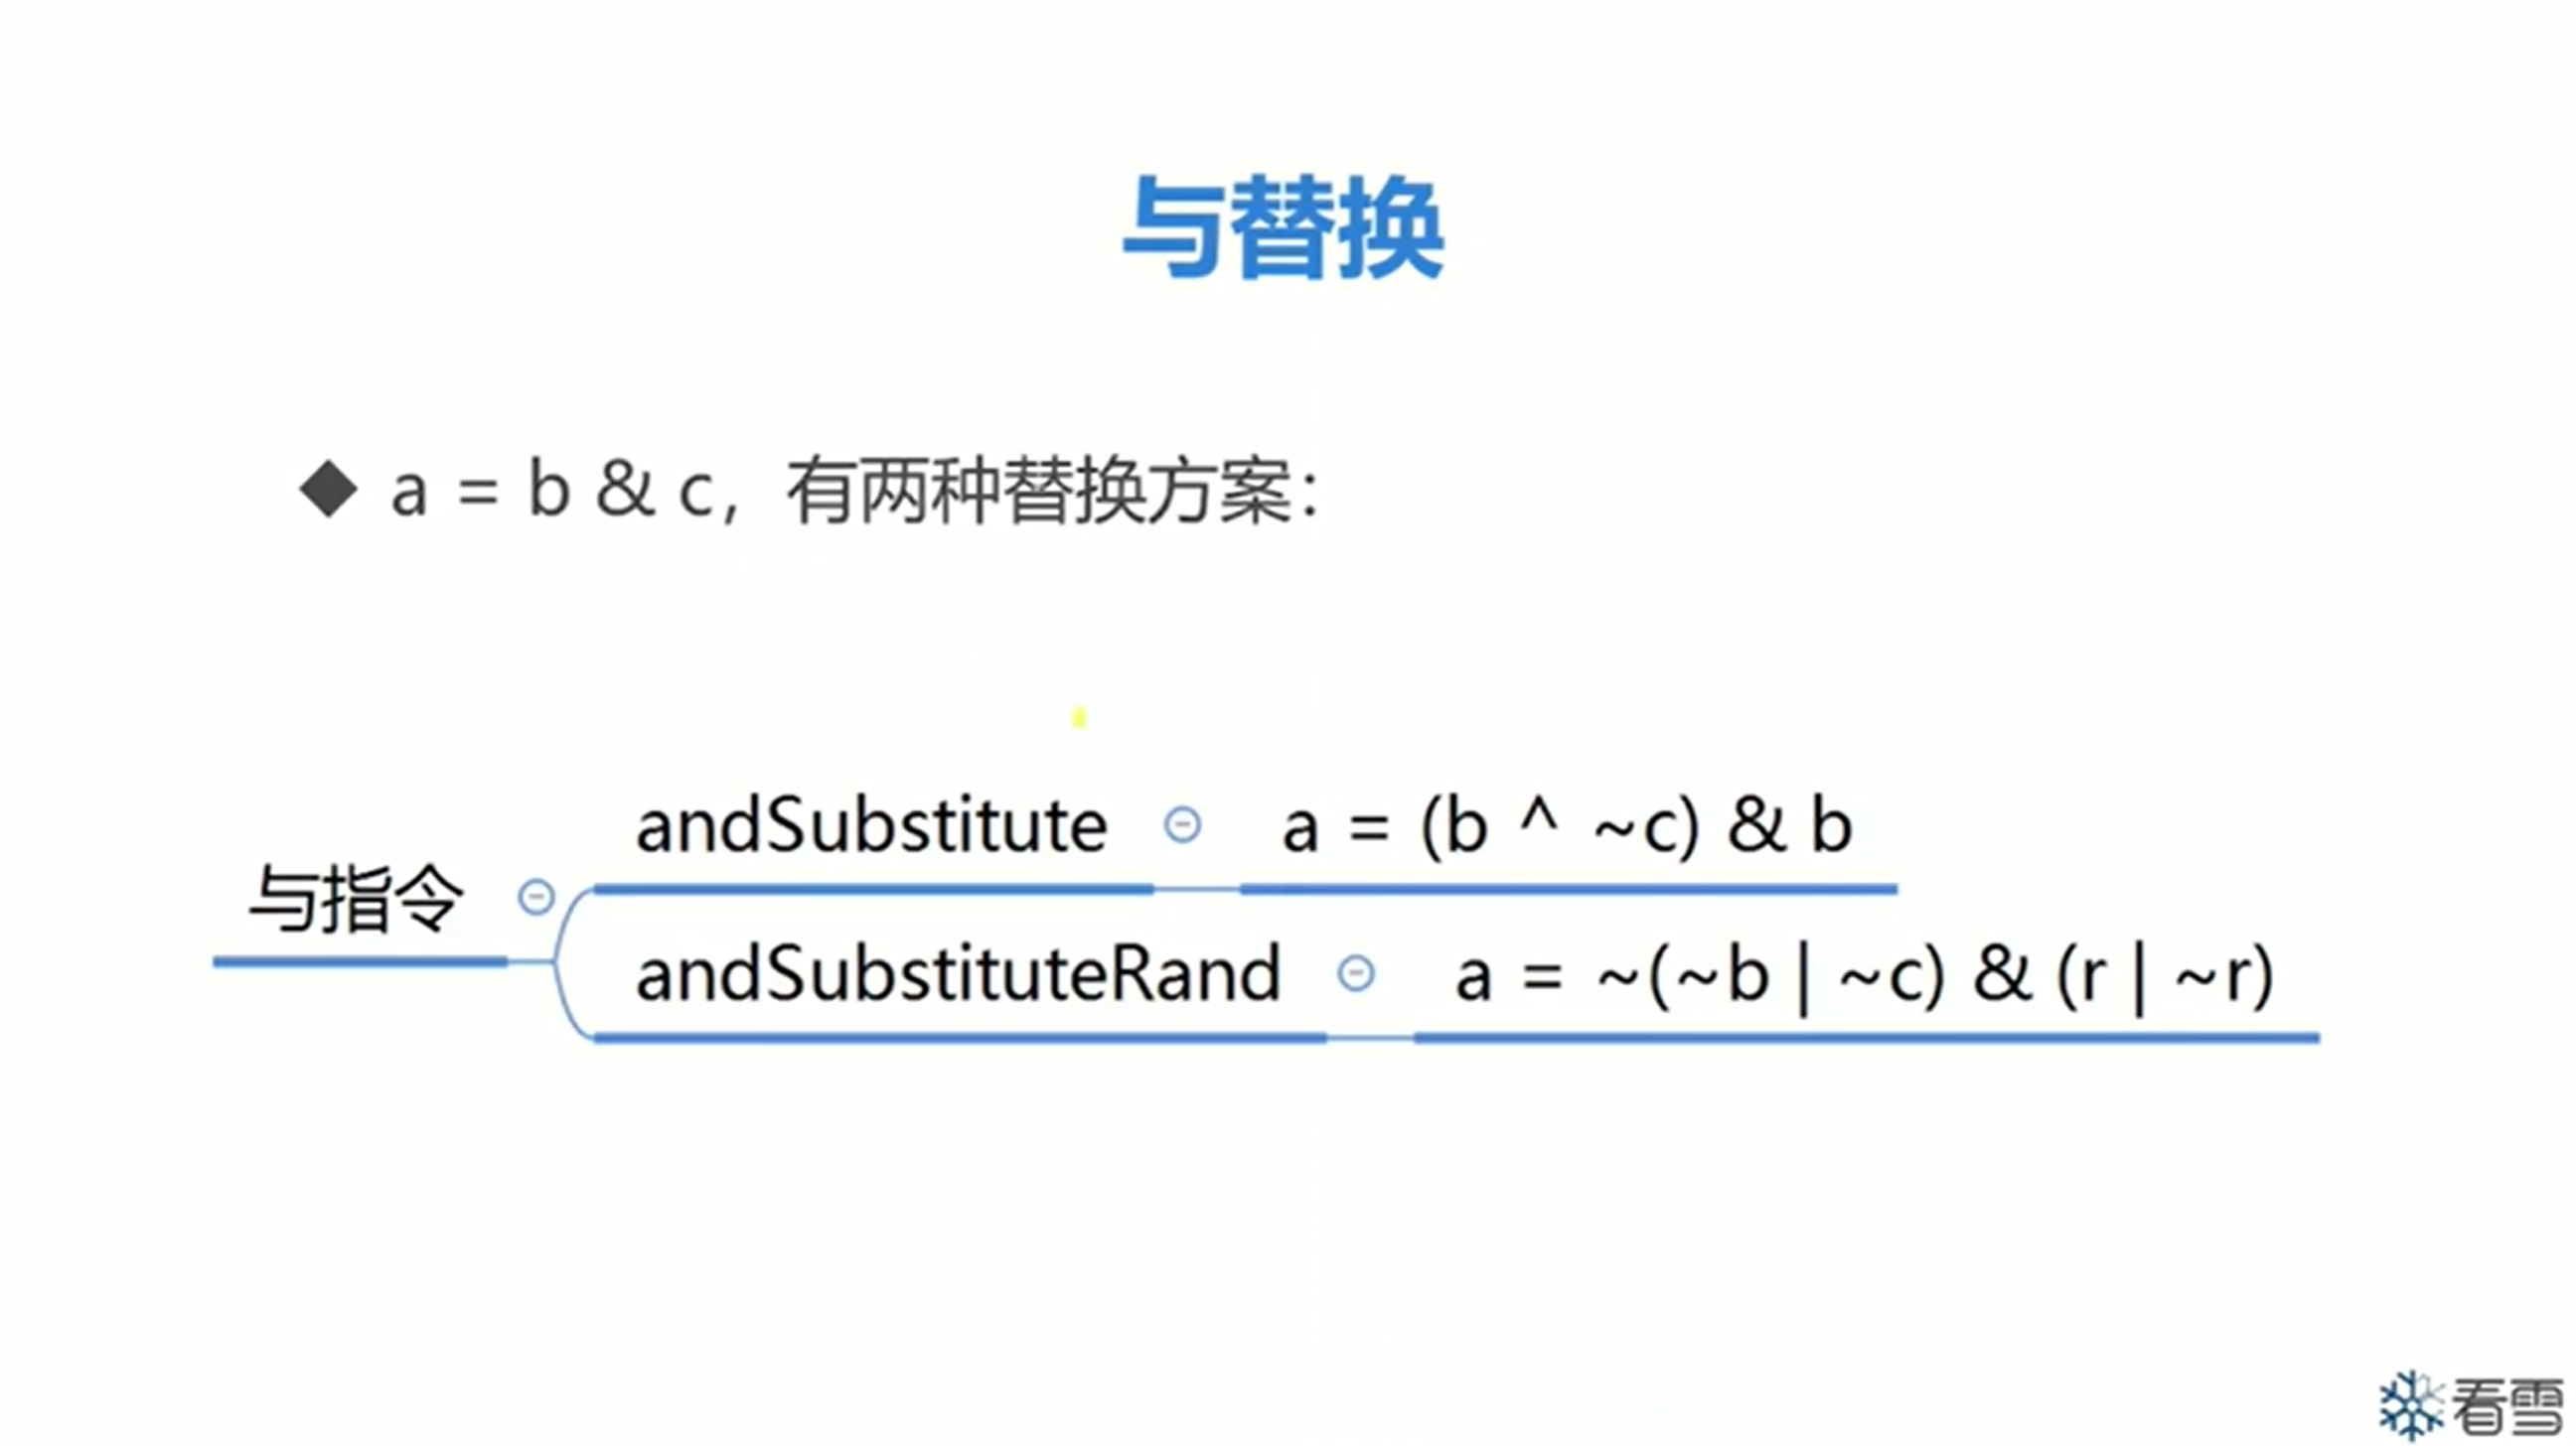 与替换
◆ a = b & c，有两种替换方案：
andSubstitute a = (b ^ ~c) & b
与指令
andSubstituteRand a = ~(~b | ~c) & (r | ~r)
看雪